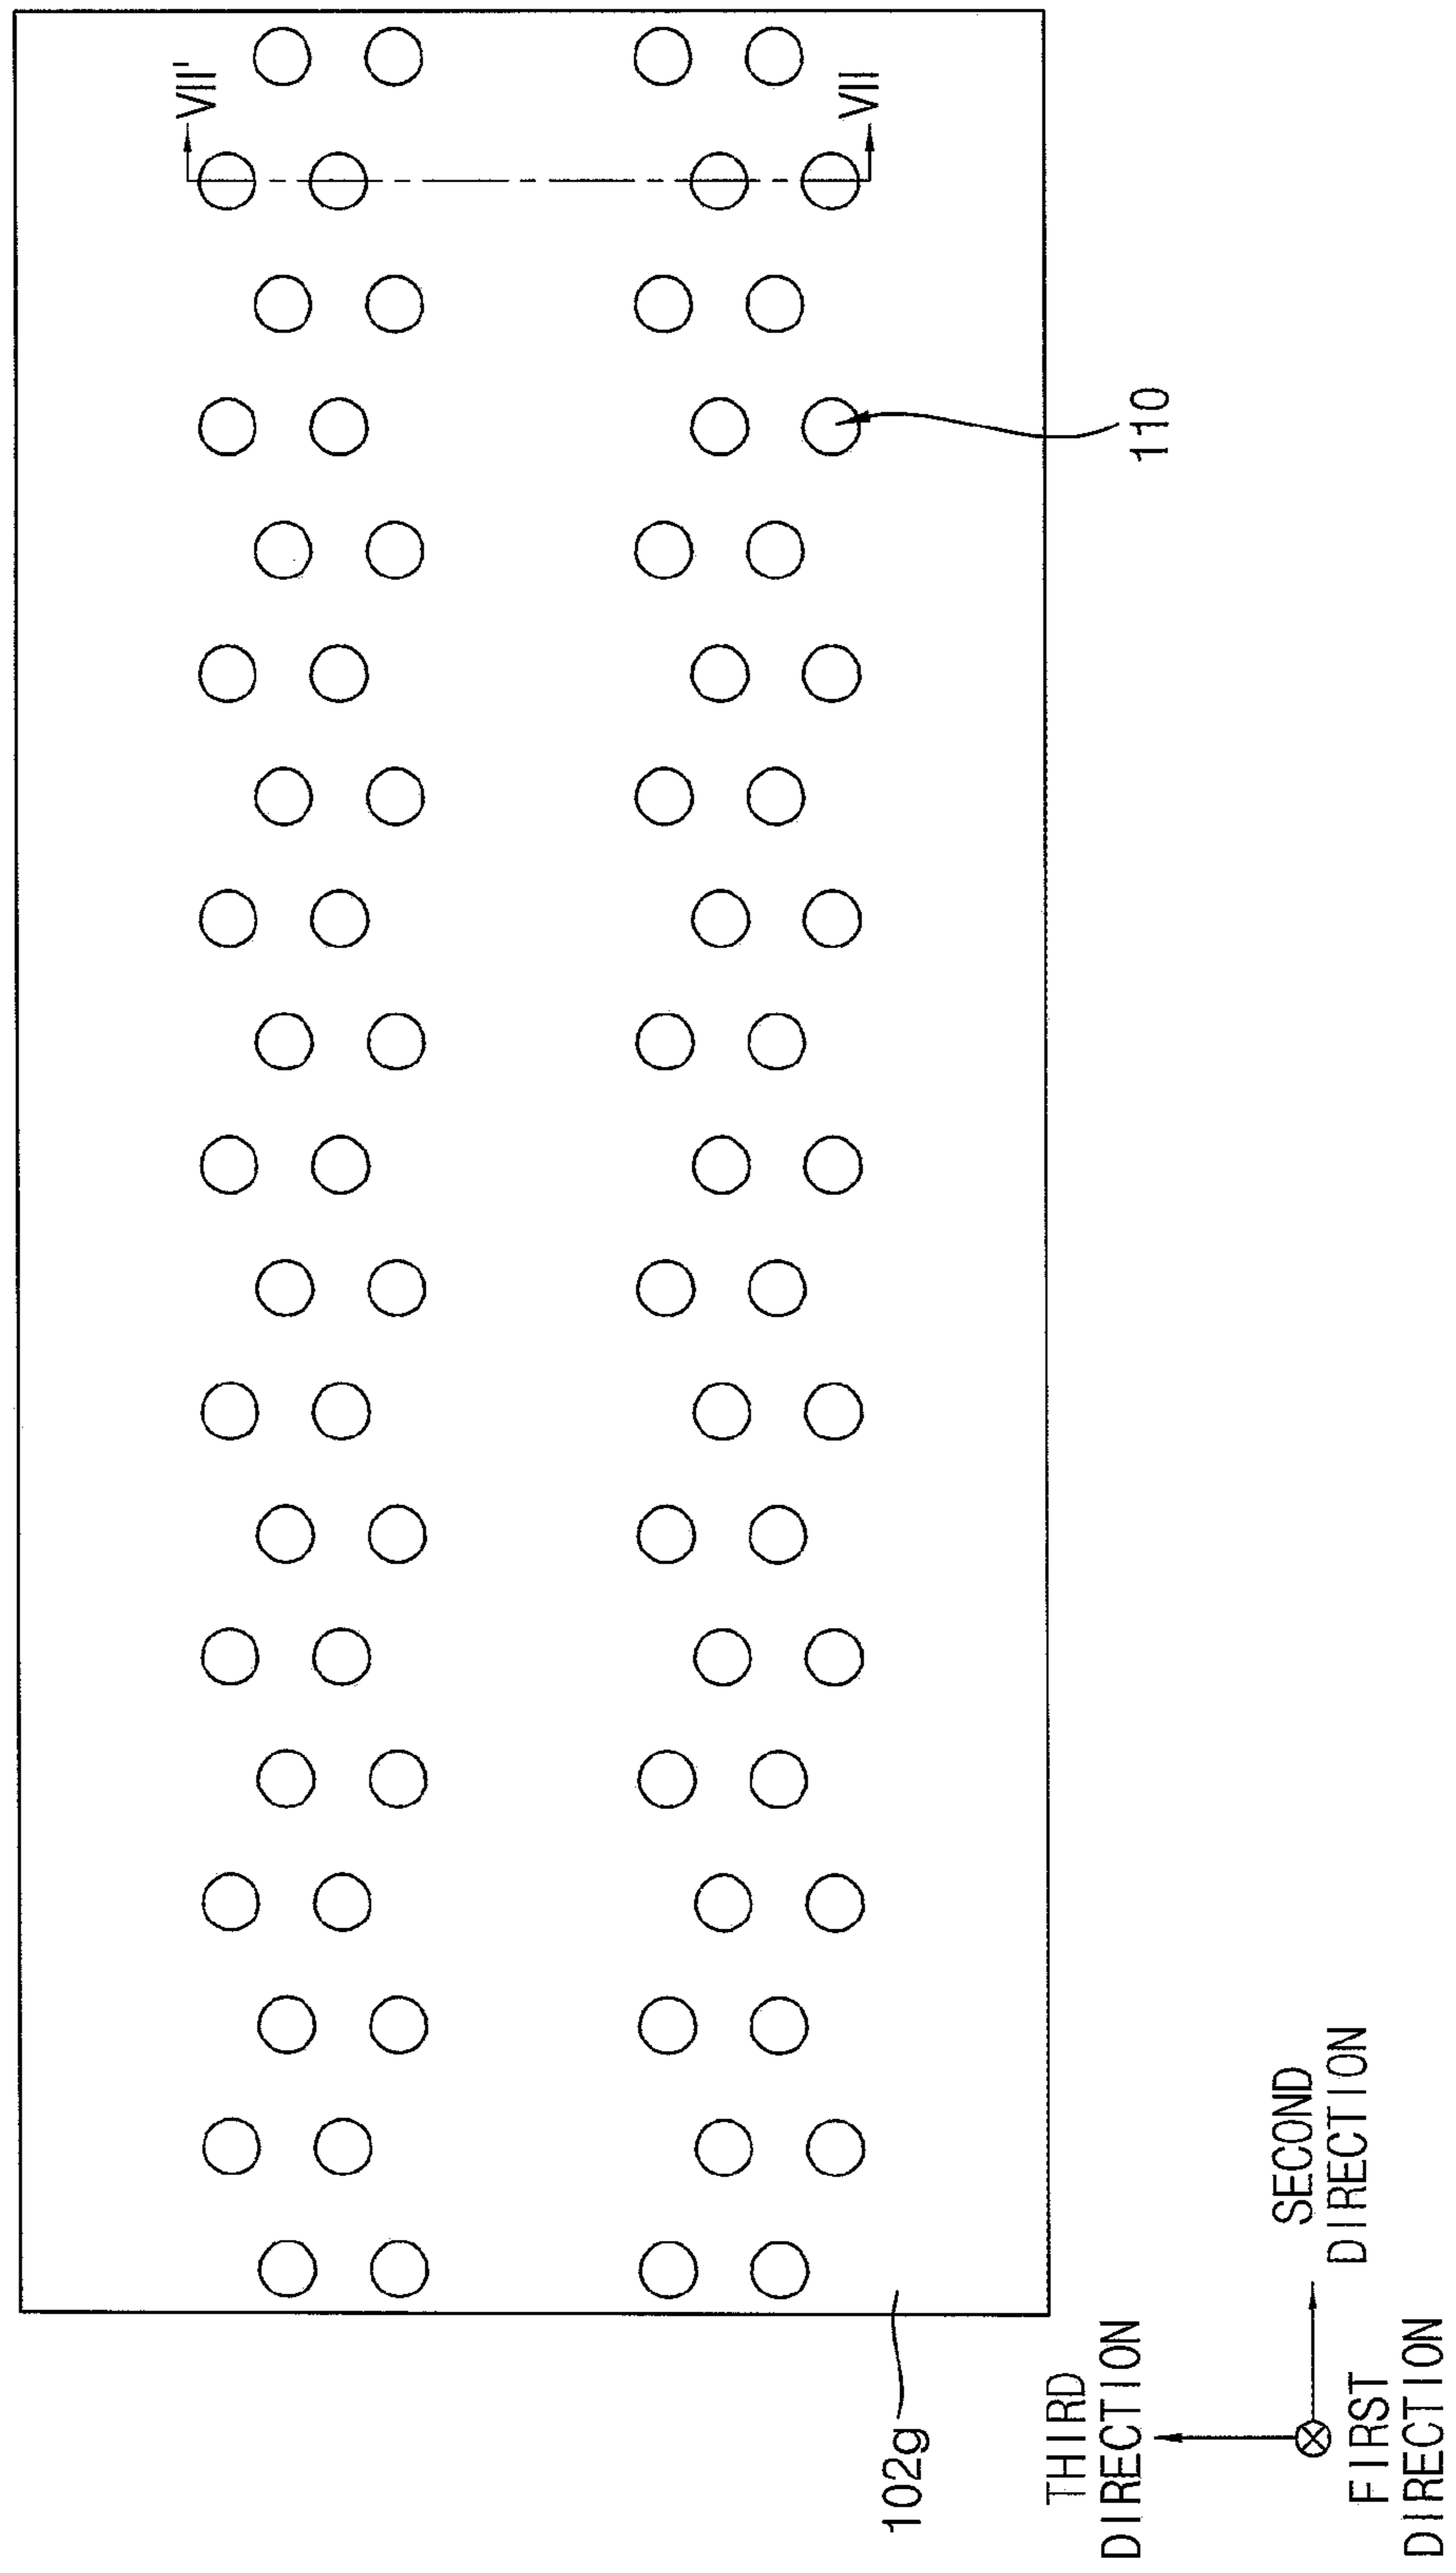 VII'
VII
110
102g
THIRD
DIRECTION
SECOND
DIRECTION
FIRST
DIRECTION